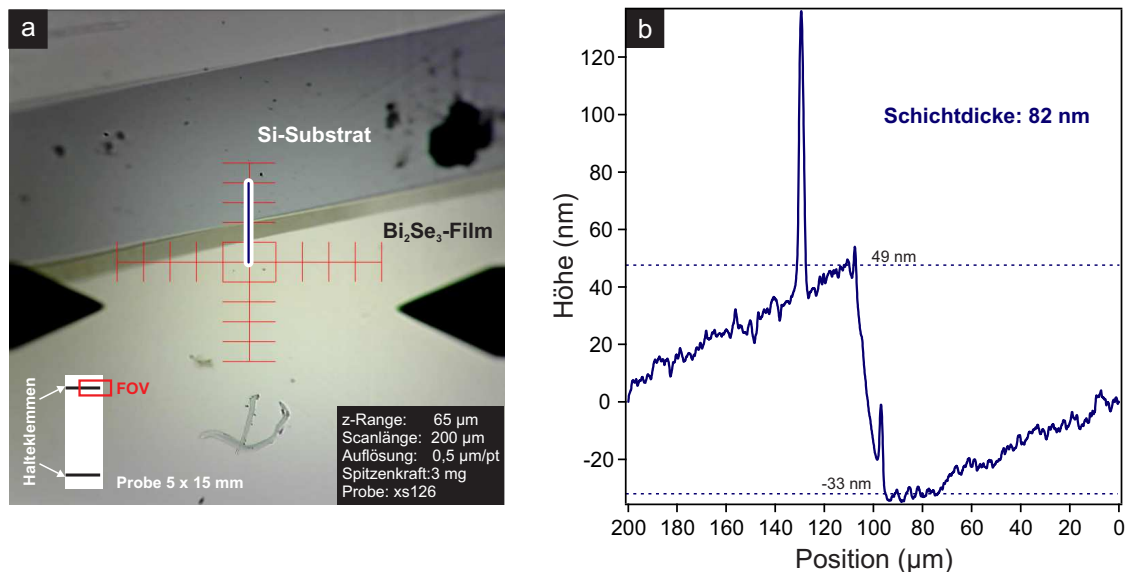 a
Si-Substrat
Bi₂Se₃-Film
Halteklemmen
FOV
Probe 5 x 15 mm
z-Range: 65 µm
Scanlänge: 200 µm
Auflösung: 0,5 µm/pt
Spitzenkraft:3 mg
Probe: xs126
b
Schichtdicke: 82 nm
49 nm
-33 nm
Höhe (nm)
120
100
80
60
40
20
0
-20
200 180 160 140 120 100 80 60 40 20 0
Position (µm)